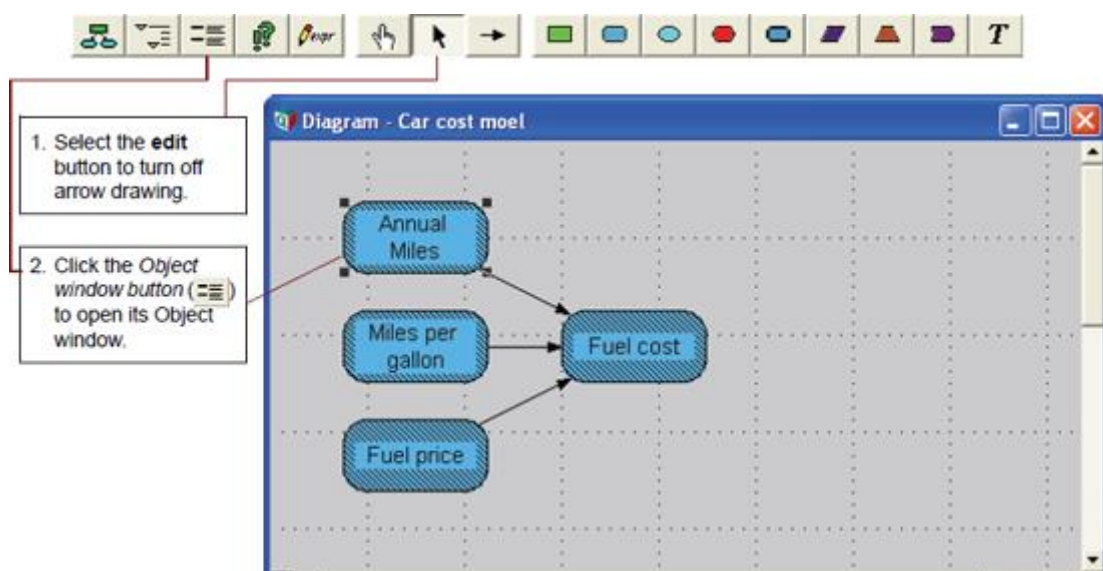 expr
T
1. Select the edit
button to turn off
arrow drawing.
2. Click the Object
window button ( )
to open its Object
window.
Diagram - Car cost moel
Annual
Miles
Miles per
gallon
Fuel cost
Fuel price